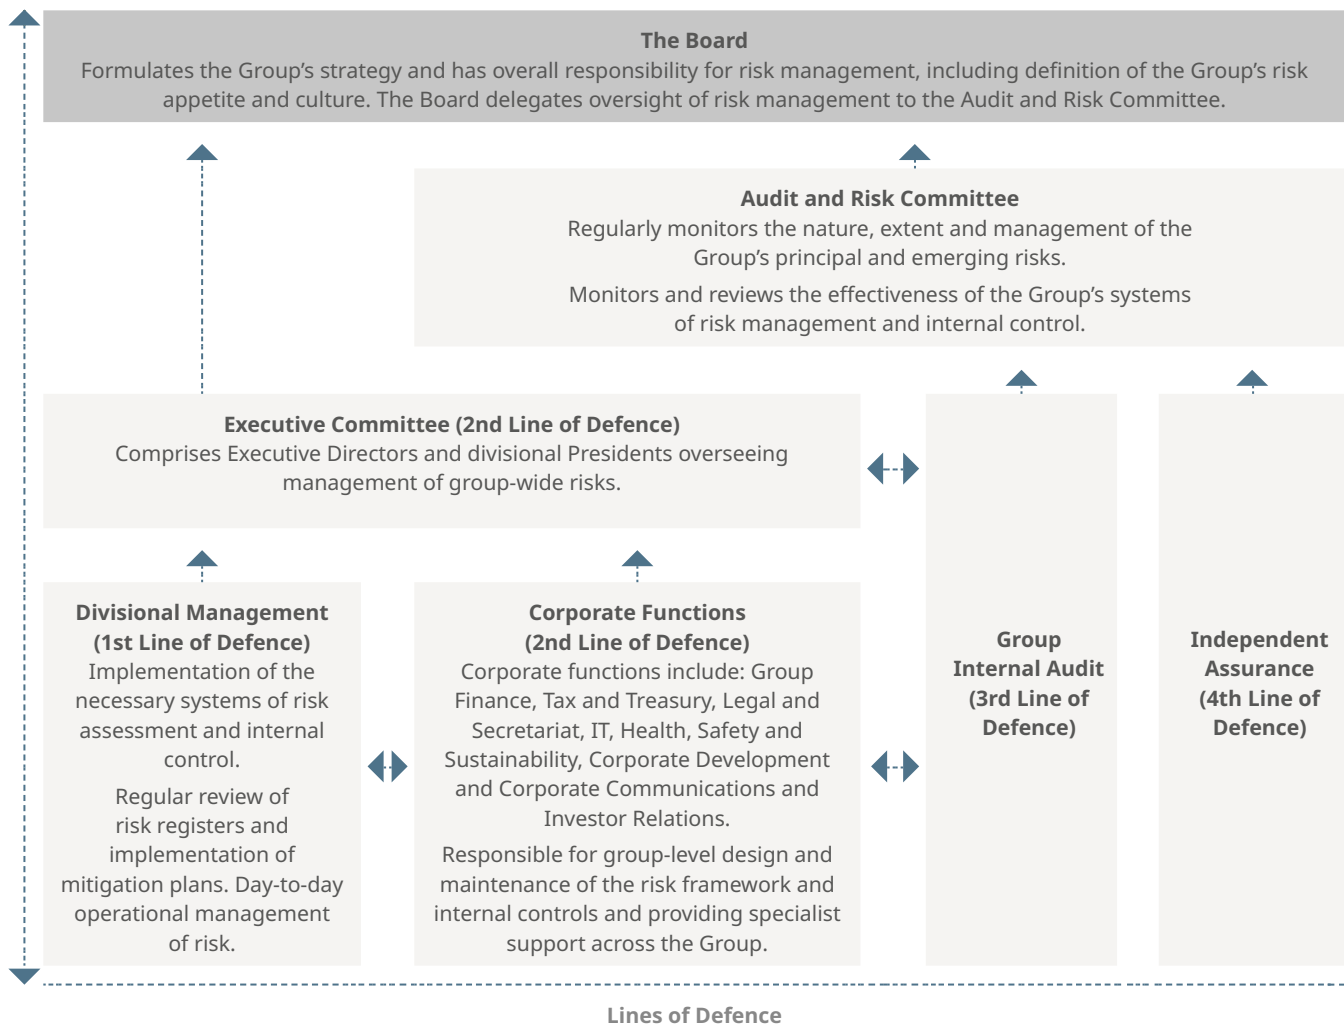 The Board
Formulates the Group’s strategy and has overall responsibility for risk management, including definition of the Group’s risk
appetite and culture. The Board delegates oversight of risk management to the Audit and Risk Committee.
Audit and Risk Committee
Regularly monitors the nature, extent and management of the
Group’s principal and emerging risks.
Monitors and reviews the effectiveness of the Group’s systems
of risk management and internal control.
Executive Committee (2nd Line of Defence)
Comprises Executive Directors and divisional Presidents overseeing
management of group-wide risks.
Divisional Management
(1st Line of Defence)
Implementation of the
necessary systems of risk
assessment and internal
control.
Regular review of
risk registers and
implementation of
mitigation plans. Day-to-day
operational management
of risk.
Corporate Functions
(2nd Line of Defence)
Corporate functions include: Group
Finance, Tax and Treasury, Legal and
Secretariat, IT, Health, Safety and
Sustainability, Corporate Development
and Corporate Communications and
Investor Relations.
Responsible for group-level design and
maintenance of the risk framework and
internal controls and providing specialist
support across the Group.
Group
Internal Audit
(3rd Line of
Defence)
Independent
Assurance
(4th Line of
Defence)
Lines of Defence